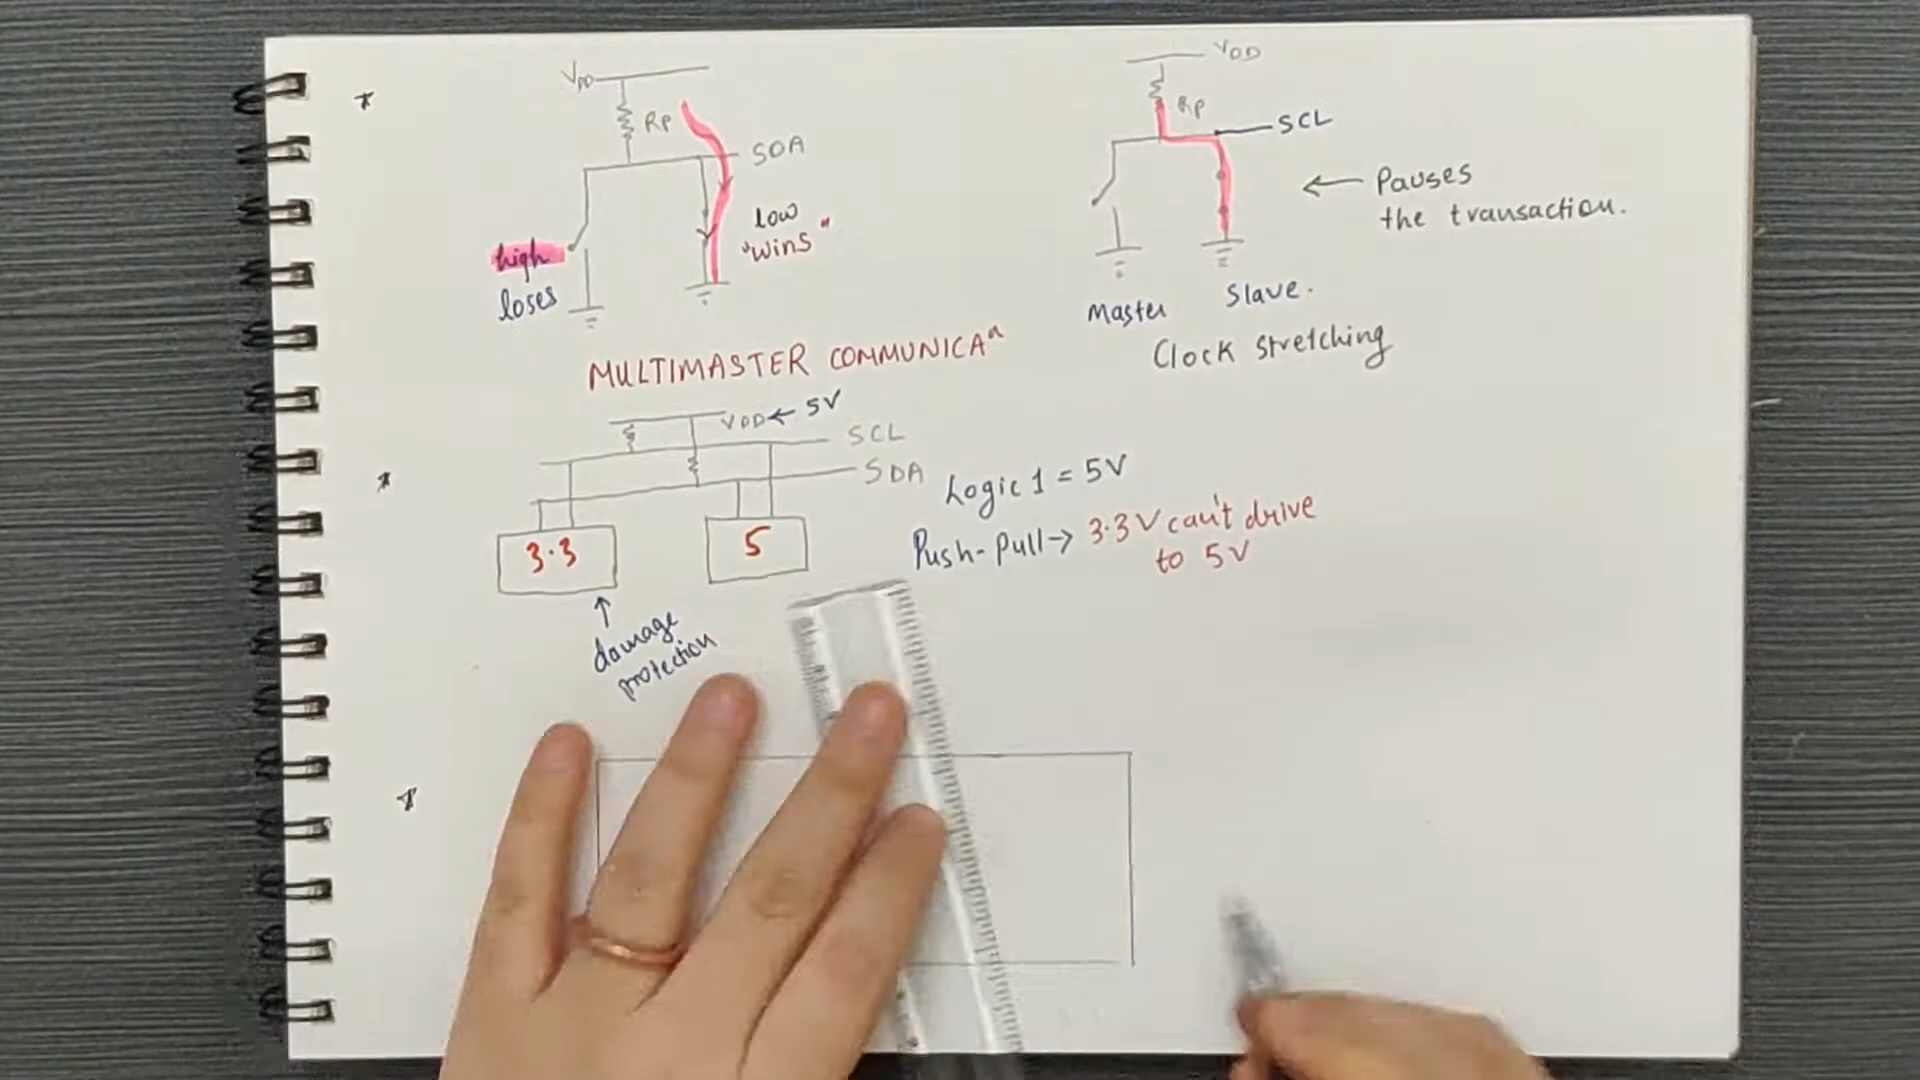 VDD
Rp
SDA
low
"wins"
high
loses
VDD
Rp
SCL
← Pauses
the transaction.
Master
Slave.
Clock stretching
MULTIMASTER COMMUNICAⁿ
VDD ← 5V
SCL
SDA
3.3
5
↑
damage
protection
Logic 1 = 5V
Push-Pull → 3.3V can't drive
to 5V